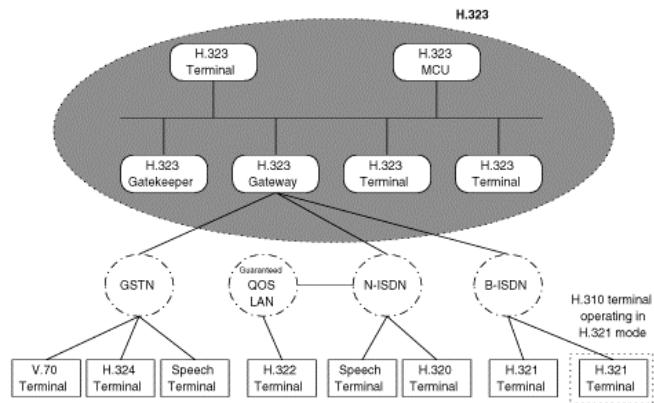 H.323
H.323
Terminal
H.323
MCU
H.323
Gatekeeper
H.323
Gateway
H.323
Terminal
H.323
Terminal
GSTN
Guaranteed
QOS
LAN
N-ISDN
B-ISDN
H.310 terminal
operating in
H.321 mode
V.70
Terminal
H.324
Terminal
Speech
Terminal
H.322
Terminal
Speech
Terminal
H.320
Terminal
H.321
Terminal
H.321
Terminal